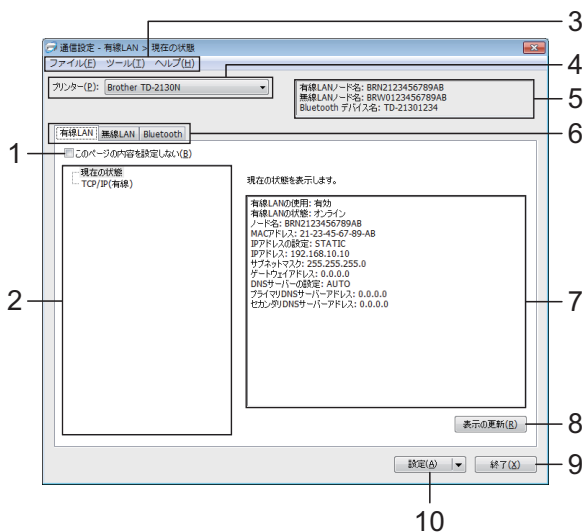 3
通信設定 - 有線LAN > 現在の状態
ファイル(F) ツール(T) ヘルプ(H)
4
プリンター(P): Brother TD-2130N
有線LANノード名: BRN2123456789AB
無線LANノード名: BRW0123456789AB
Bluetooth デバイス名: TD-21301234
5
有線LAN 無線LAN Bluetooth
6
1
このページの内容を設定しない(B)
現在の状態
TCP/IP(有線)
2
現在の状態を表示します。
有線LANの使用: 有効
有線LANの状態: オンライン
ノード名: BRN2123456789AB
MACアドレス: 21-23-45-67-89-AB
IPアドレスの設定: STATIC
IPアドレス: 192.168.10.10
サブネットマスク: 255.255.255.0
ゲートウェイアドレス: 0.0.0.0
DNSサーバーの設定: AUTO
プライマリDNSサーバーアドレス: 0.0.0.0
セカンダリDNSサーバーアドレス: 0.0.0.0
7
表示の更新(R)
8
設定(A)
終了(X)
9
10